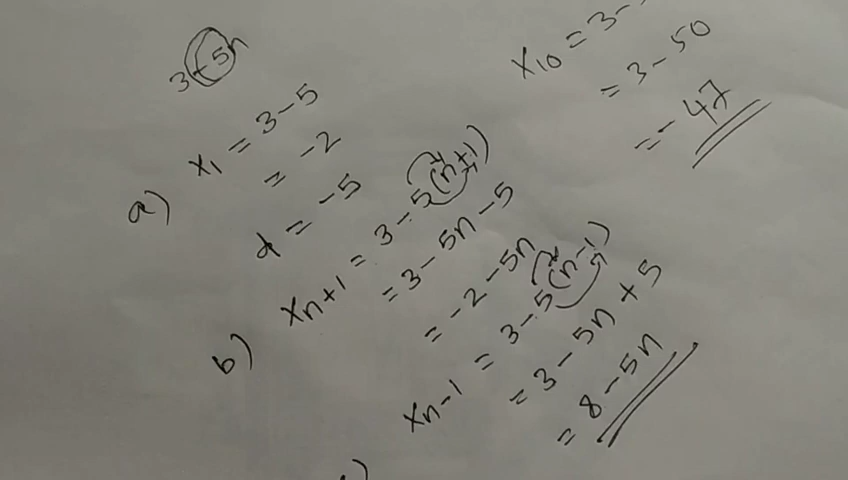 3-5n
a) x₁ = 3-5
= -2
d = -5
b) xn+1 = 3-5(n+1)
= 3-5n-5
= -2-5n
xn-1 = 3-5(n-1)
= 3-5n+5
= 8-5n
x₁₀ = 3-
= 3-50
= -47